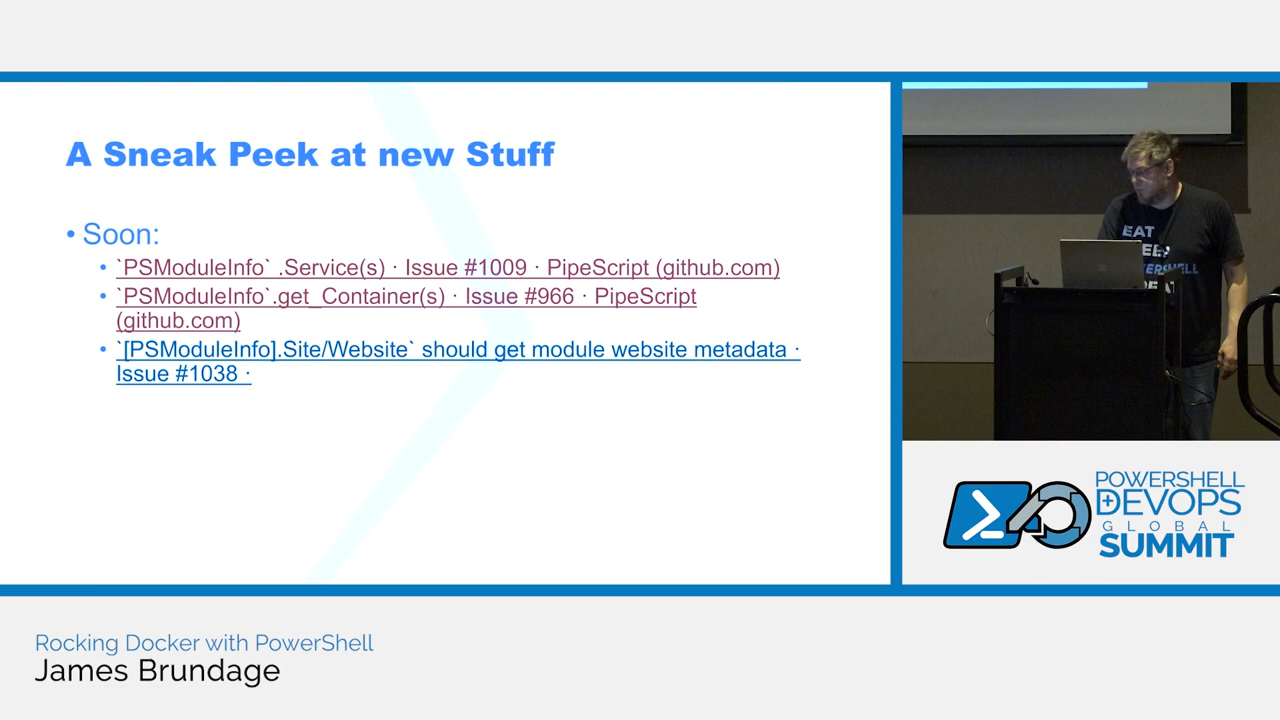 A Sneak Peek at new Stuff
• Soon:
• `PSModuleInfo` .Service(s) · Issue #1009 · PipeScript (github.com)
• `PSModuleInfo`.get_Container(s) · Issue #966 · PipeScript
(github.com)
• `[PSModuleInfo].Site/Website` should get module website metadata ·
Issue #1038 ·
EAT
POWERSHELL
DEVOPS
GLOBAL
SUMMIT
Rocking Docker with PowerShell
James Brundage